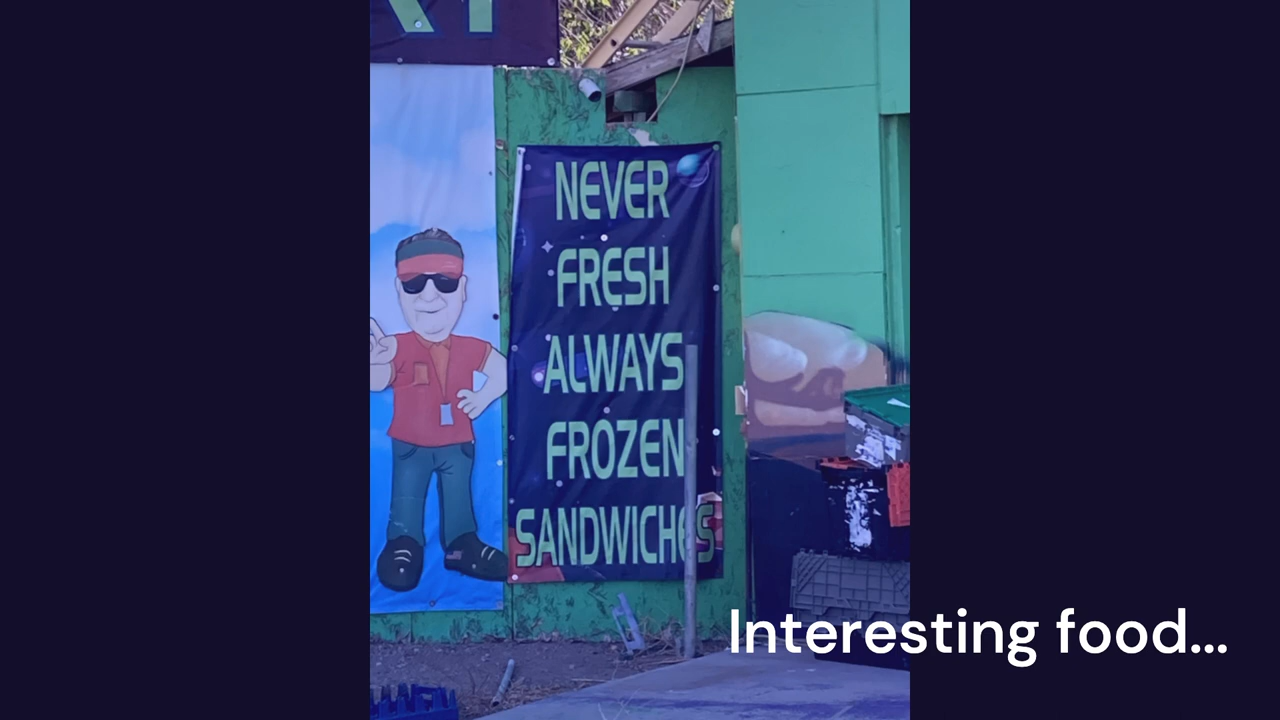 NEVER
FRESH
ALWAYS
FROZEN
SANDWICHES
Interesting food...